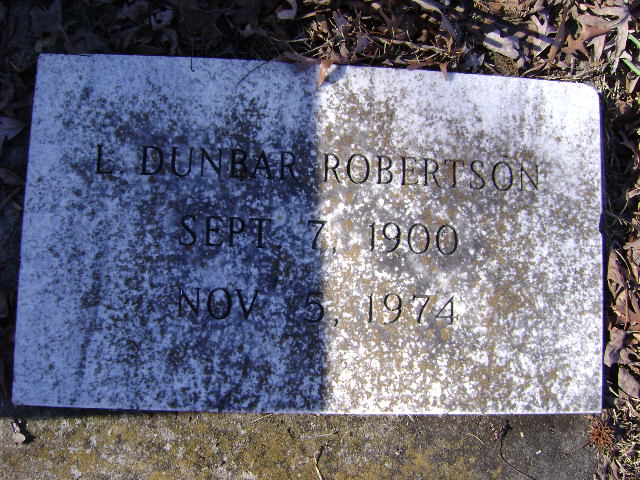 L DUNBAR ROBERTSON
SEPT. 7, 1900
NOV 5, 1974